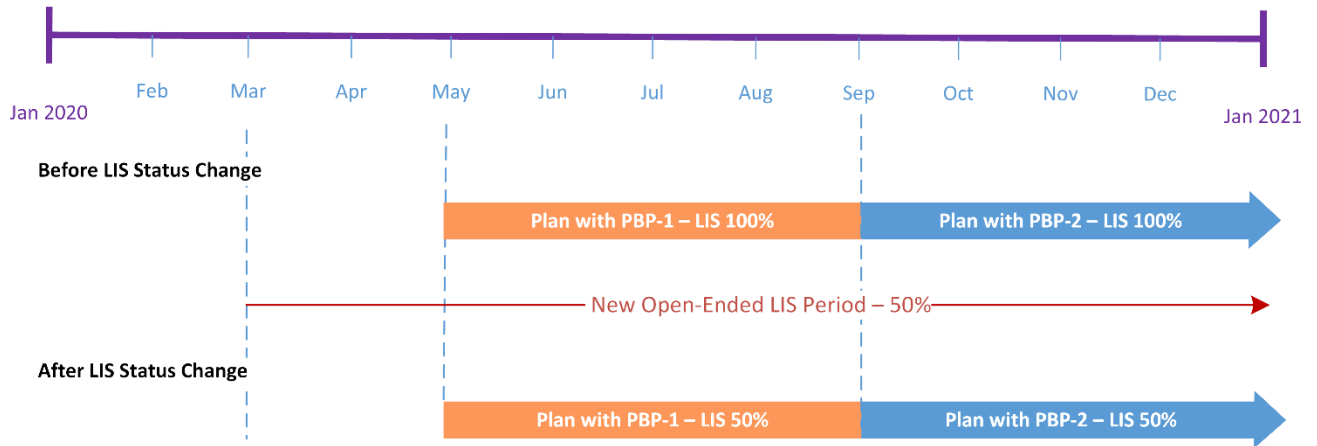 Feb Mar Apr May Jun Jul Aug Sep Oct Nov Dec
Jan 2020 Jan 2021
Before LIS Status Change
Plan with PBP-1 – LIS 100% Plan with PBP-2 – LIS 100%
New Open-Ended LIS Period – 50%
After LIS Status Change
Plan with PBP-1 – LIS 50% Plan with PBP-2 – LIS 50%